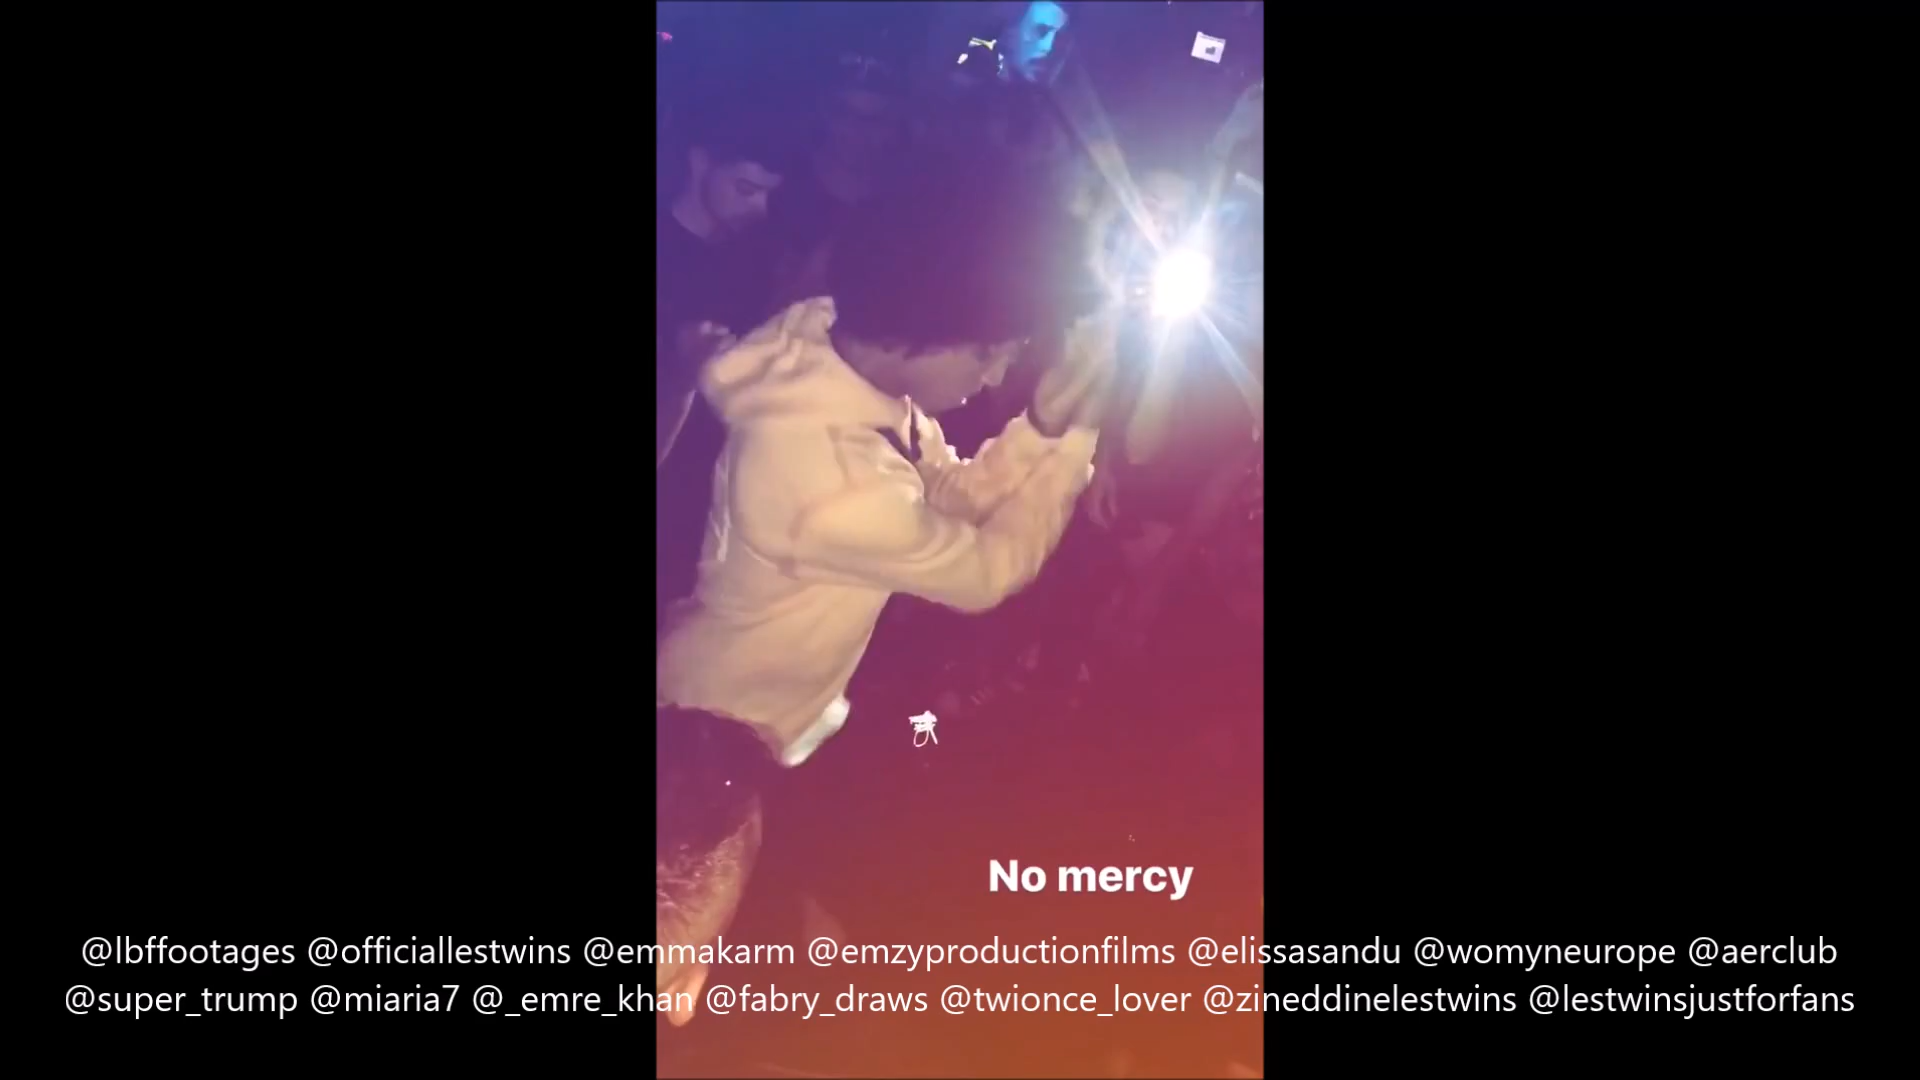 No mercy
@lbffootages @officiallestwins @emmakarm @emzyproductionfilms @elissasandu @womyneurope @aerclub
@super_trump @miaria7 @_emre_khan @fabry_draws @twionce_lover @zineddinelestwins @lestwinsjustforfans